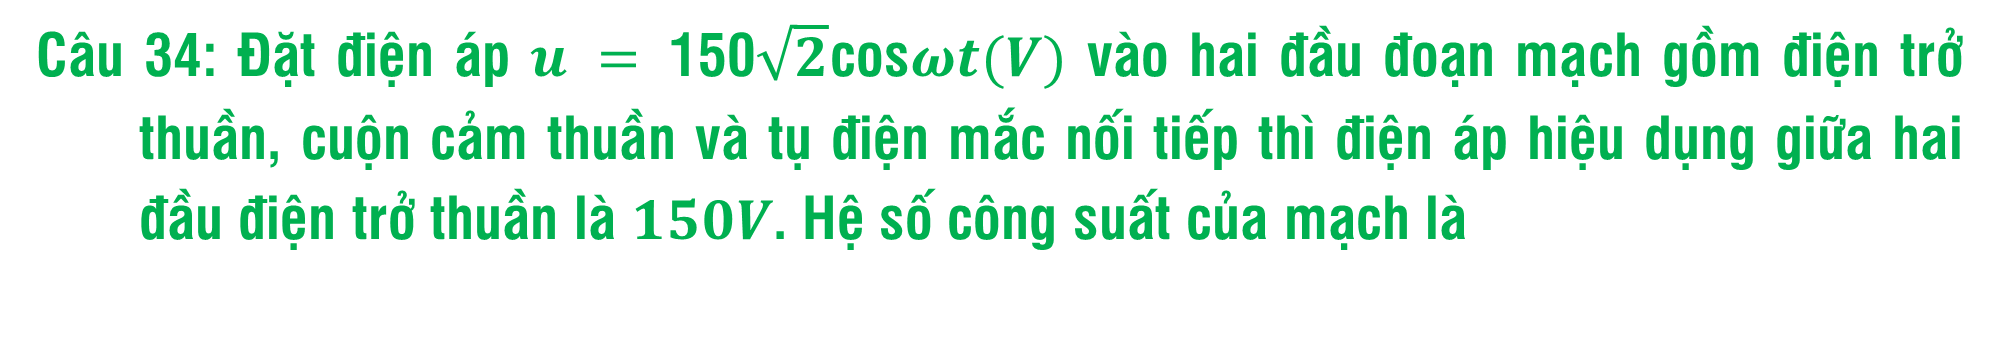 Câu 34: Đặt điện áp u = 150√2cosωt(V) vào hai đầu đoạn mạch gồm điện trở
thuần, cuộn cảm thuần và tụ điện mắc nối tiếp thì điện áp hiệu dụng giữa hai
đầu điện trở thuần là 150V. Hệ số công suất của mạch là